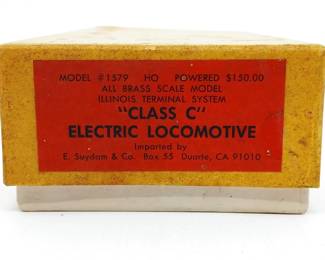 MODEL #1579 HO POWERED $150.00
ALL BRASS SCALE MODEL
ILLINOIS TERMINAL SYSTEM
"CLASS C"
ELECTRIC LOCOMOTIVE
Imported by
E. Suydam & Co. Box 55 Duarte, CA 91010